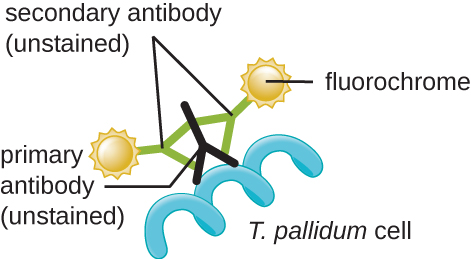 secondary antibody
(unstained)
fluorochrome
primary
antibody
(unstained)
T. pallidum cell